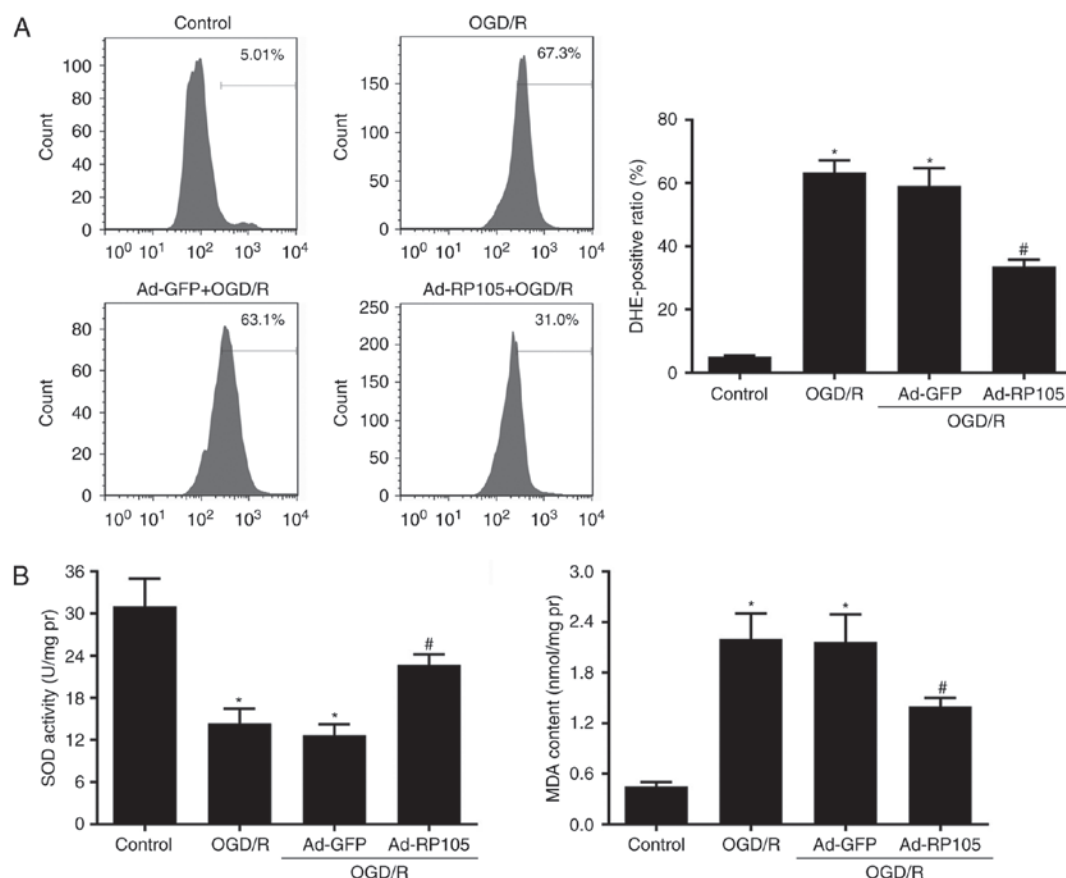 A
Control
5.01%
100
80
60
40
20
0
Count
10^0 10^1 10^2 10^3 10^4
OGD/R
67.3%
150
100
50
0
Count
10^0 10^1 10^2 10^3 10^4
Ad-GFP+OGD/R
63.1%
80
60
40
20
0
Count
10^0 10^1 10^2 10^3 10^4
Ad-RP105+OGD/R
31.0%
250
200
150
100
50
0
Count
10^0 10^1 10^2 10^3 10^4
DHE-positive ratio (%)
80
60
40
20
0
* * #
Control OGD/R Ad-GFP Ad-RP105
OGD/R
B
SOD activity (U/mg pr)
36
30
24
18
12
6
0
* * #
Control OGD/R Ad-GFP Ad-RP105
OGD/R
MDA content (nmol/mg pr)
3.0
2.4
1.8
1.2
0.6
0.0
* * #
Control OGD/R Ad-GFP Ad-RP105
OGD/R